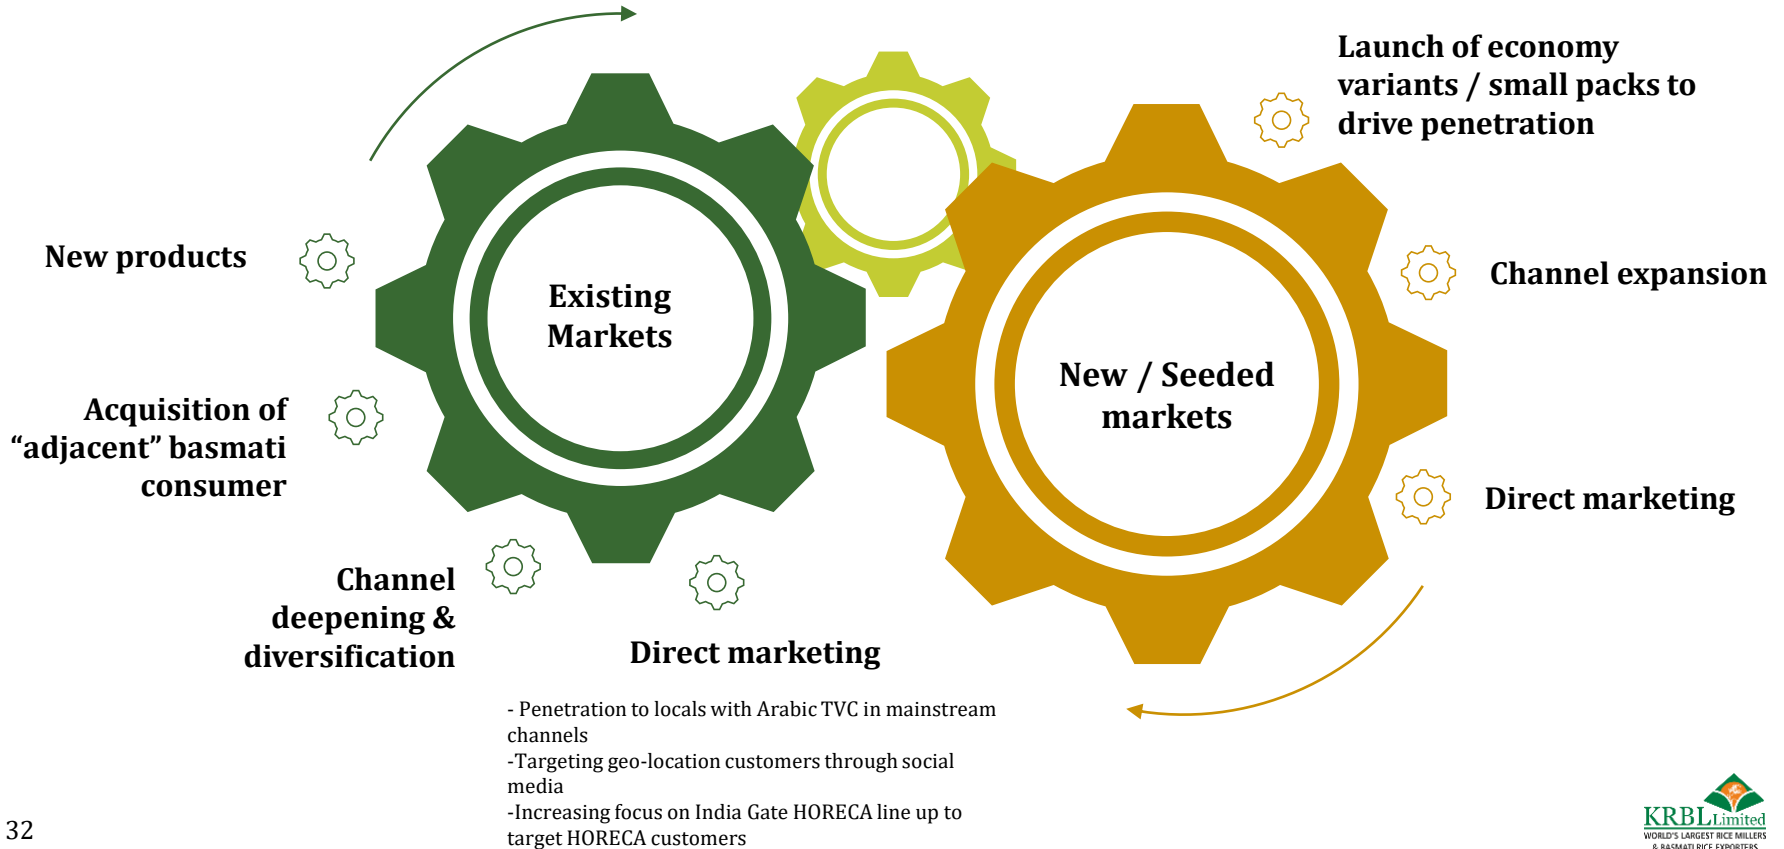 Launch of economy
variants / small packs to
drive penetration
New products
Existing
Markets
Channel expansion
New / Seeded
markets
Acquisition of
“adjacent” basmati
consumer
Direct marketing
Channel
deepening &
diversification
Direct marketing
- Penetration to locals with Arabic TVC in mainstream
channels
-Targeting geo-location customers through social
media
-Increasing focus on India Gate HORECA line up to
target HORECA customers
32
KRBL Limited
WORLD'S LARGEST RICE MILLERS
& BASMATI RICE EXPORTERS